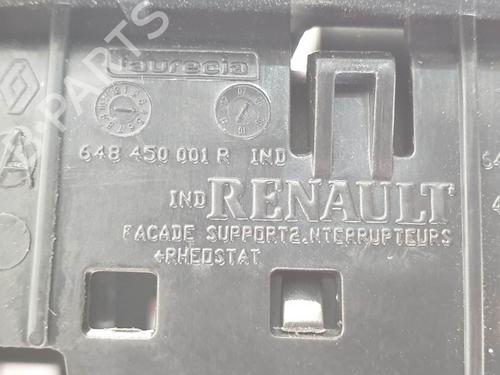 faurecia
648 450 001 R IND
IND RENAULT
FACADE SUPPORT2.NTERRUPTEURS
+RHEOSTAT
A
B-PARTS